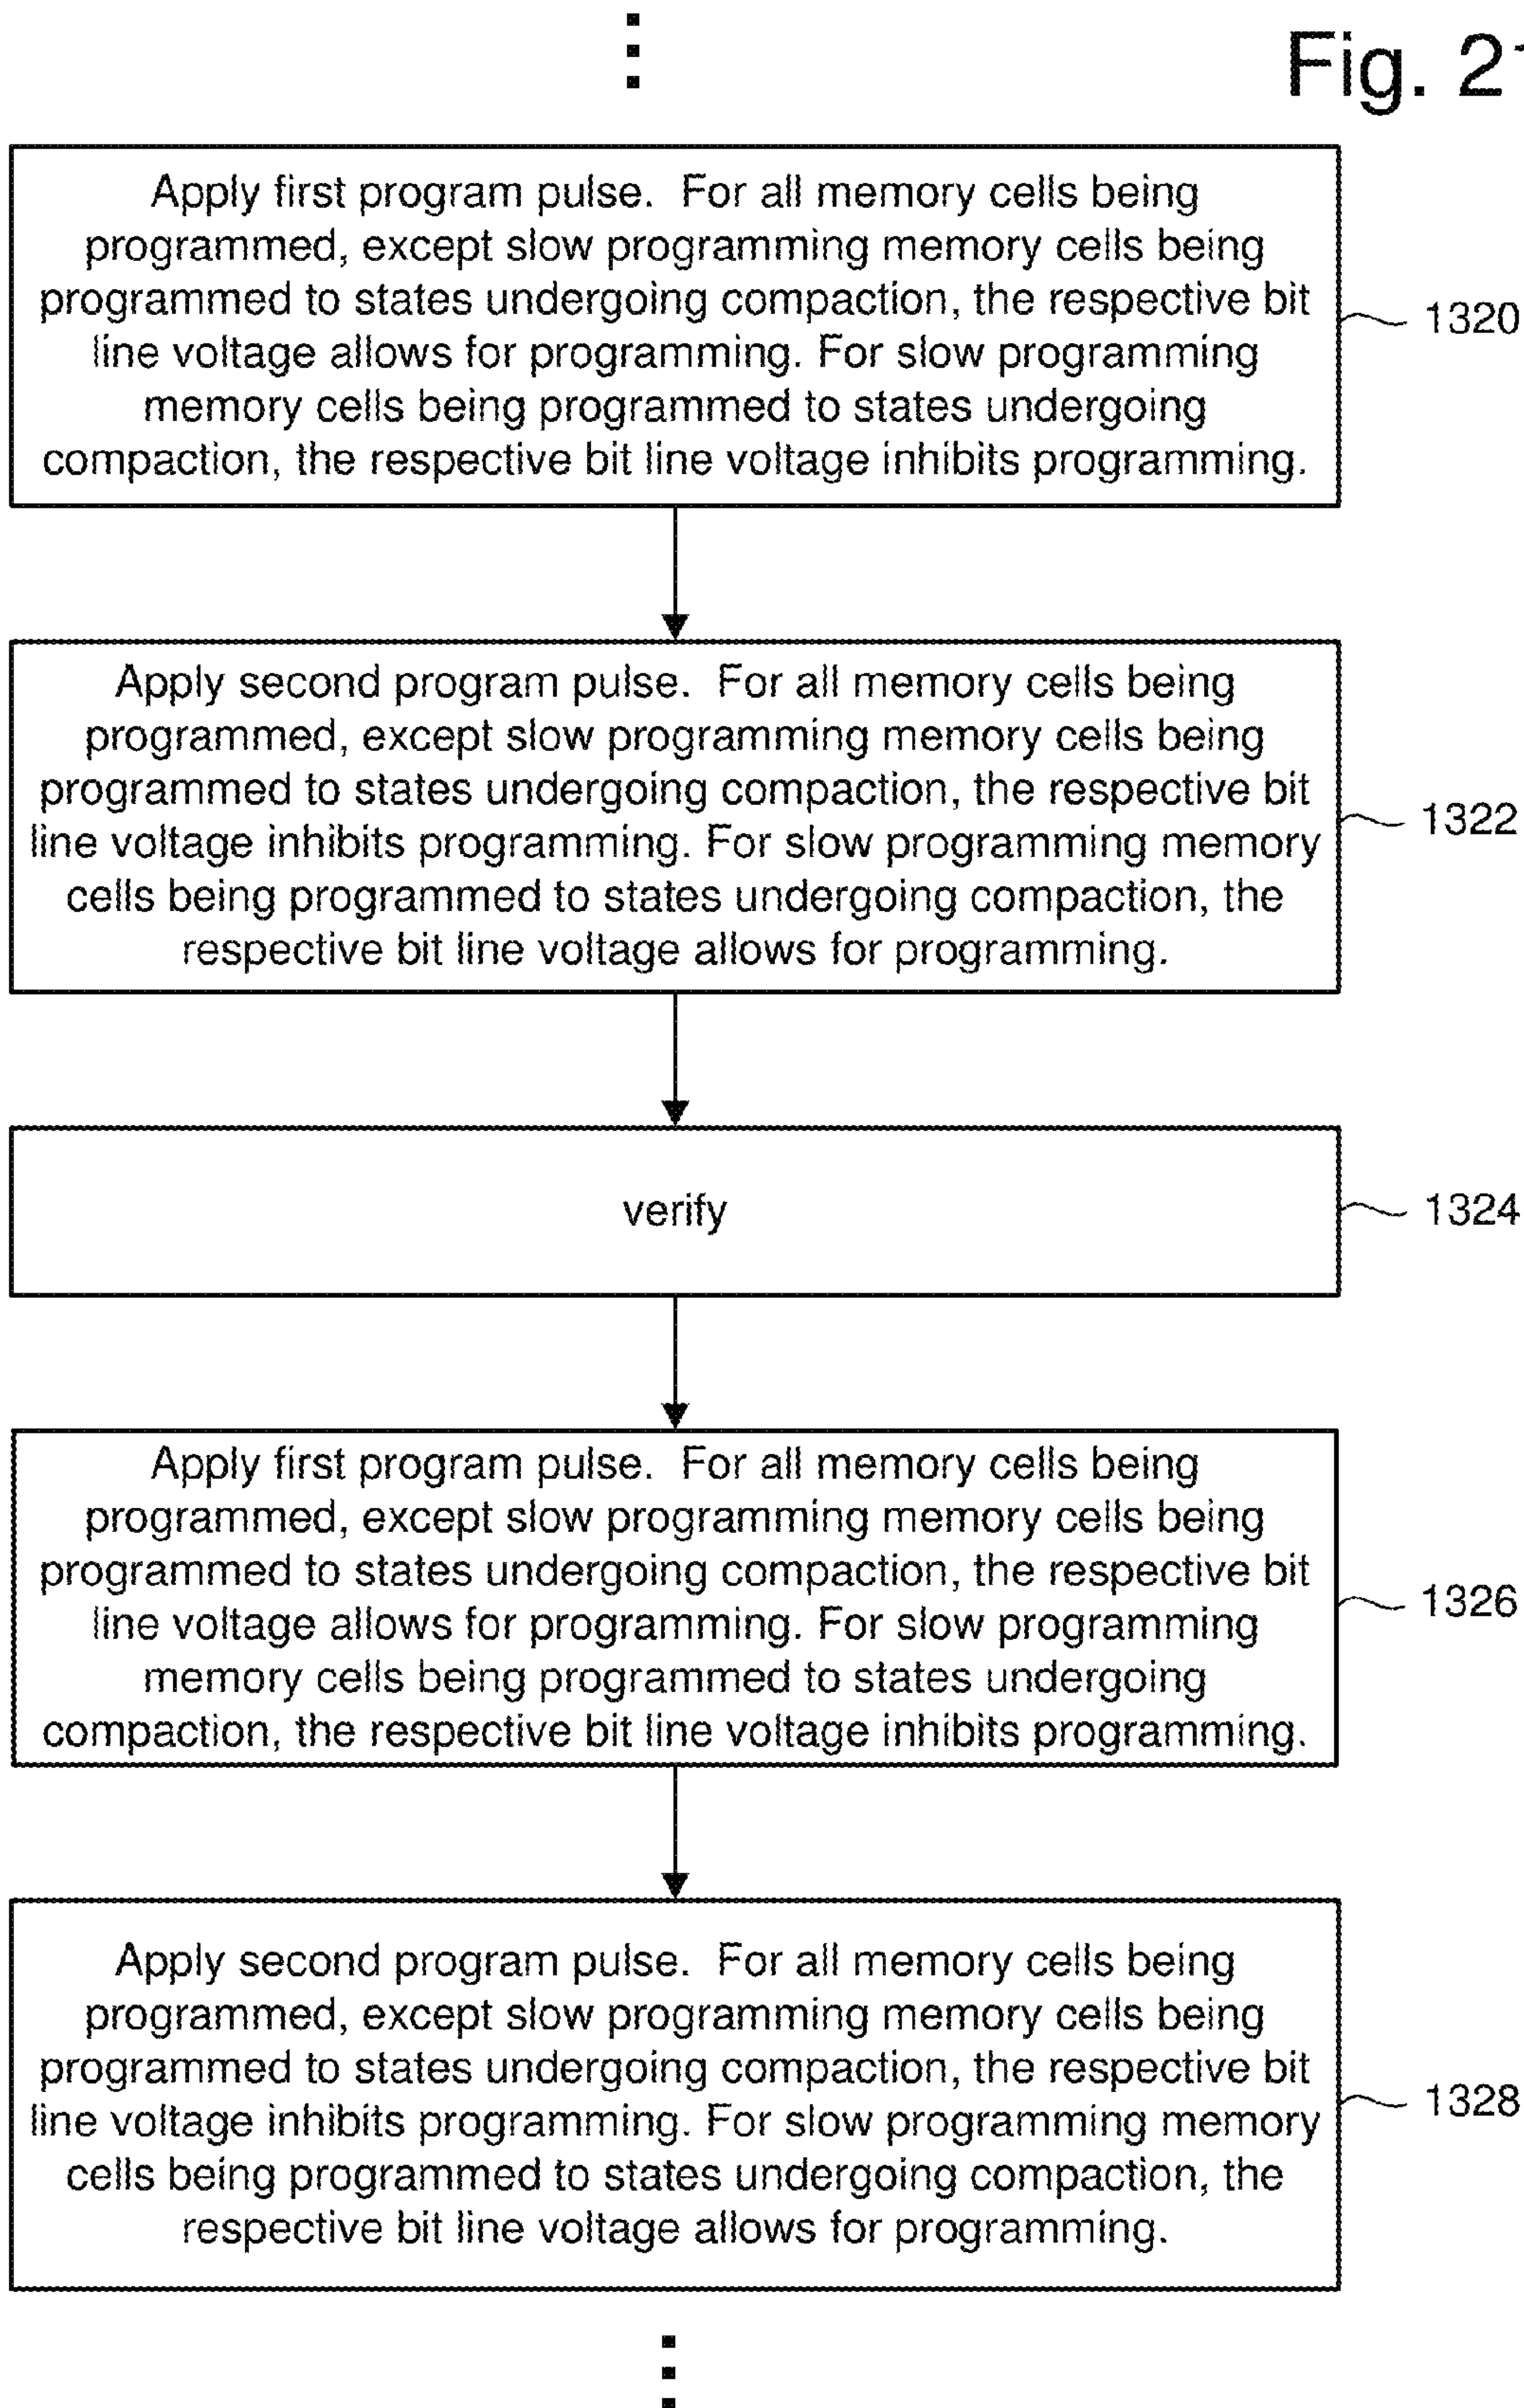 Fig. 21
Apply first program pulse. For all memory cells being
programmed, except slow programming memory cells being
programmed to states undergoing compaction, the respective bit
line voltage allows for programming. For slow programming
memory cells being programmed to states undergoing
compaction, the respective bit line voltage inhibits programming.
1320
Apply second program pulse. For all memory cells being
programmed, except slow programming memory cells being
programmed to states undergoing compaction, the respective bit
line voltage inhibits programming. For slow programming memory
cells being programmed to states undergoing compaction, the
respective bit line voltage allows for programming.
1322
verify
1324
Apply first program pulse. For all memory cells being
programmed, except slow programming memory cells being
programmed to states undergoing compaction, the respective bit
line voltage allows for programming. For slow programming
memory cells being programmed to states undergoing
compaction, the respective bit line voltage inhibits programming.
1326
Apply second program pulse. For all memory cells being
programmed, except slow programming memory cells being
programmed to states undergoing compaction, the respective bit
line voltage inhibits programming. For slow programming memory
cells being programmed to states undergoing compaction, the
respective bit line voltage allows for programming.
1328